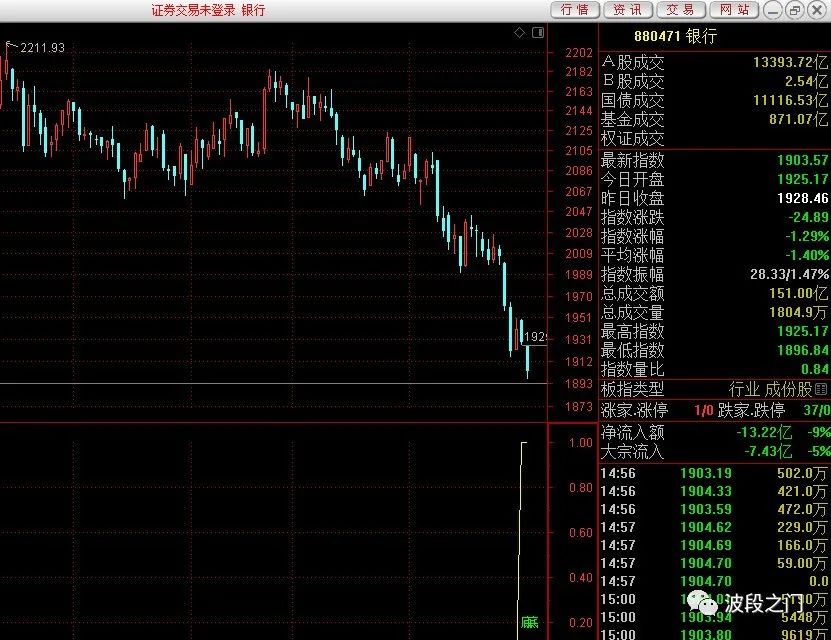 证券交易未登录 银行
行情 资讯 交易 网站
2211.93
192
2202
2182
2163
2144
2125
2105
2086
2067
2047
2028
2009
1989
1970
1951
1931
1912
1893
1873
1.00
0.80
0.60
0.40
0.20
880471 银行
A股成交 13393.72亿
B股成交 2.54亿
国债成交 11116.53亿
基金成交 871.07亿
权证成交
最新指数 1903.57
今日开盘 1925.17
昨日收盘 1928.46
指数涨跌 -24.89
指数涨幅 -1.29%
平均涨幅 -1.40%
指数振幅 28.33/1.47%
总成交额 151.00亿
总成交量 1804.9万
最高指数 1925.17
最低指数 1896.84
指数量比 0.84
板指类型 行业 成份股
涨家.涨停 1/0 跌家.跌停 37/0
净流入额 -13.22亿 -9%
大宗流入 -7.43亿 -5%
14:56 1903.19 502.0万
14:56 1904.33 421.0万
14:56 1903.59 472.0万
14:57 1904.62 229.0万
14:57 1904.69 166.0万
14:57 1904.70 59.00万
14:57 1904.70 0.0
15:00
15:00 1903.94 5448万
15:00 1903.80 9619万
波段之门